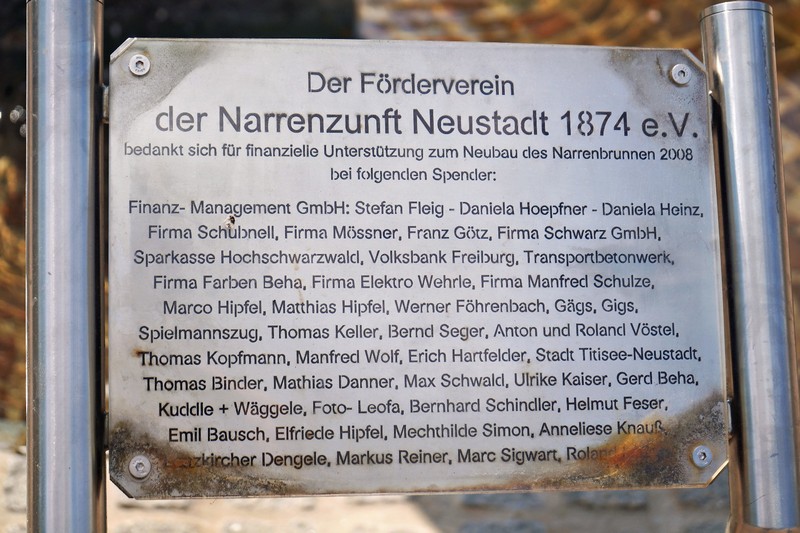 Der Förderverein
der Narrenzunft Neustadt 1874 e.V.
bedankt sich für finanzielle Unterstützung zum Neubau des Narrenbrunnen 2008
bei folgenden Spender:
Finanz- Management GmbH: Stefan Fleig - Daniela Hoepfner - Daniela Heinz,
Firma Schubnell, Firma Mössner, Franz Götz, Firma Schwarz GmbH,
Sparkasse Hochschwarzwald, Volksbank Freiburg, Transportbetonwerk,
Firma Farben Beha, Firma Elektro Wehrle, Firma Manfred Schulze,
Marco Hipfel, Matthias Hipfel, Werner Föhrenbach, Gägs, Gigs,
Spielmannszug, Thomas Keller, Bernd Seger, Anton und Roland Vöstel,
Thomas Kopfmann, Manfred Wolf, Erich Hartfelder, Stadt Titisee-Neustadt,
Thomas Binder, Mathias Danner, Max Schwald, Ulrike Kaiser, Gerd Beha,
Kuddle + Wäggele, Foto- Leofa, Bernhard Schindler, Helmut Feser,
Emil Bausch, Elfriede Hipfel, Mechthilde Simon, Anneliese Knauß,
Dengele, Markus Reiner, Marc Sigwart,